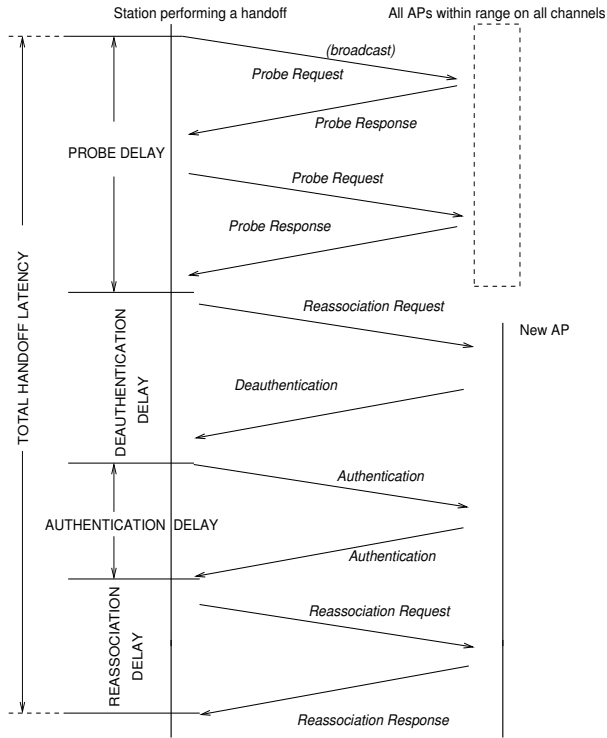 Station performing a handoff
All APs within range on all channels
(broadcast)
Probe Request
Probe Response
PROBE DELAY
Probe Request
Probe Response
TOTAL HANDOFF LATENCY
Reassociation Request
New AP
DEAUTHENTICATION
DELAY
Deauthentication
Authentication
AUTHENTICATION DELAY
Authentication
REASSOCIATION
DELAY
Reassociation Request
Reassociation Response